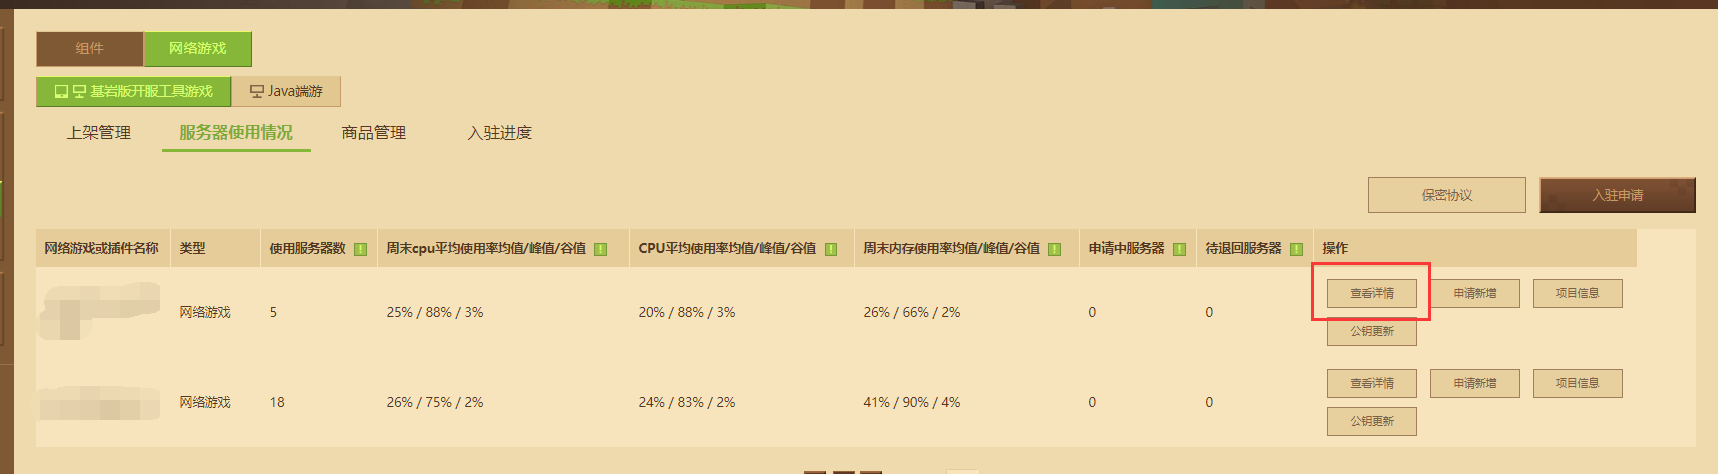 组件 网络游戏
基岩版开服工具游戏 Java端游
上架管理 服务器使用情况 商品管理 入驻进度
保密协议 入驻申请
网络游戏或插件名称 类型 使用服务器数 周末cpu平均使用率均值/峰值/谷值 CPU平均使用率均值/峰值/谷值 周末内存使用率均值/峰值/谷值 申请中服务器 待退回服务器 操作
查看详情 申请新增 项目信息
网络游戏 5 25% / 88% / 3% 20% / 88% / 3% 26% / 66% / 2% 0 0
公钥更新
查看详情 申请新增 项目信息
网络游戏 18 26% / 75% / 2% 24% / 83% / 2% 41% / 90% / 4% 0 0
公钥更新